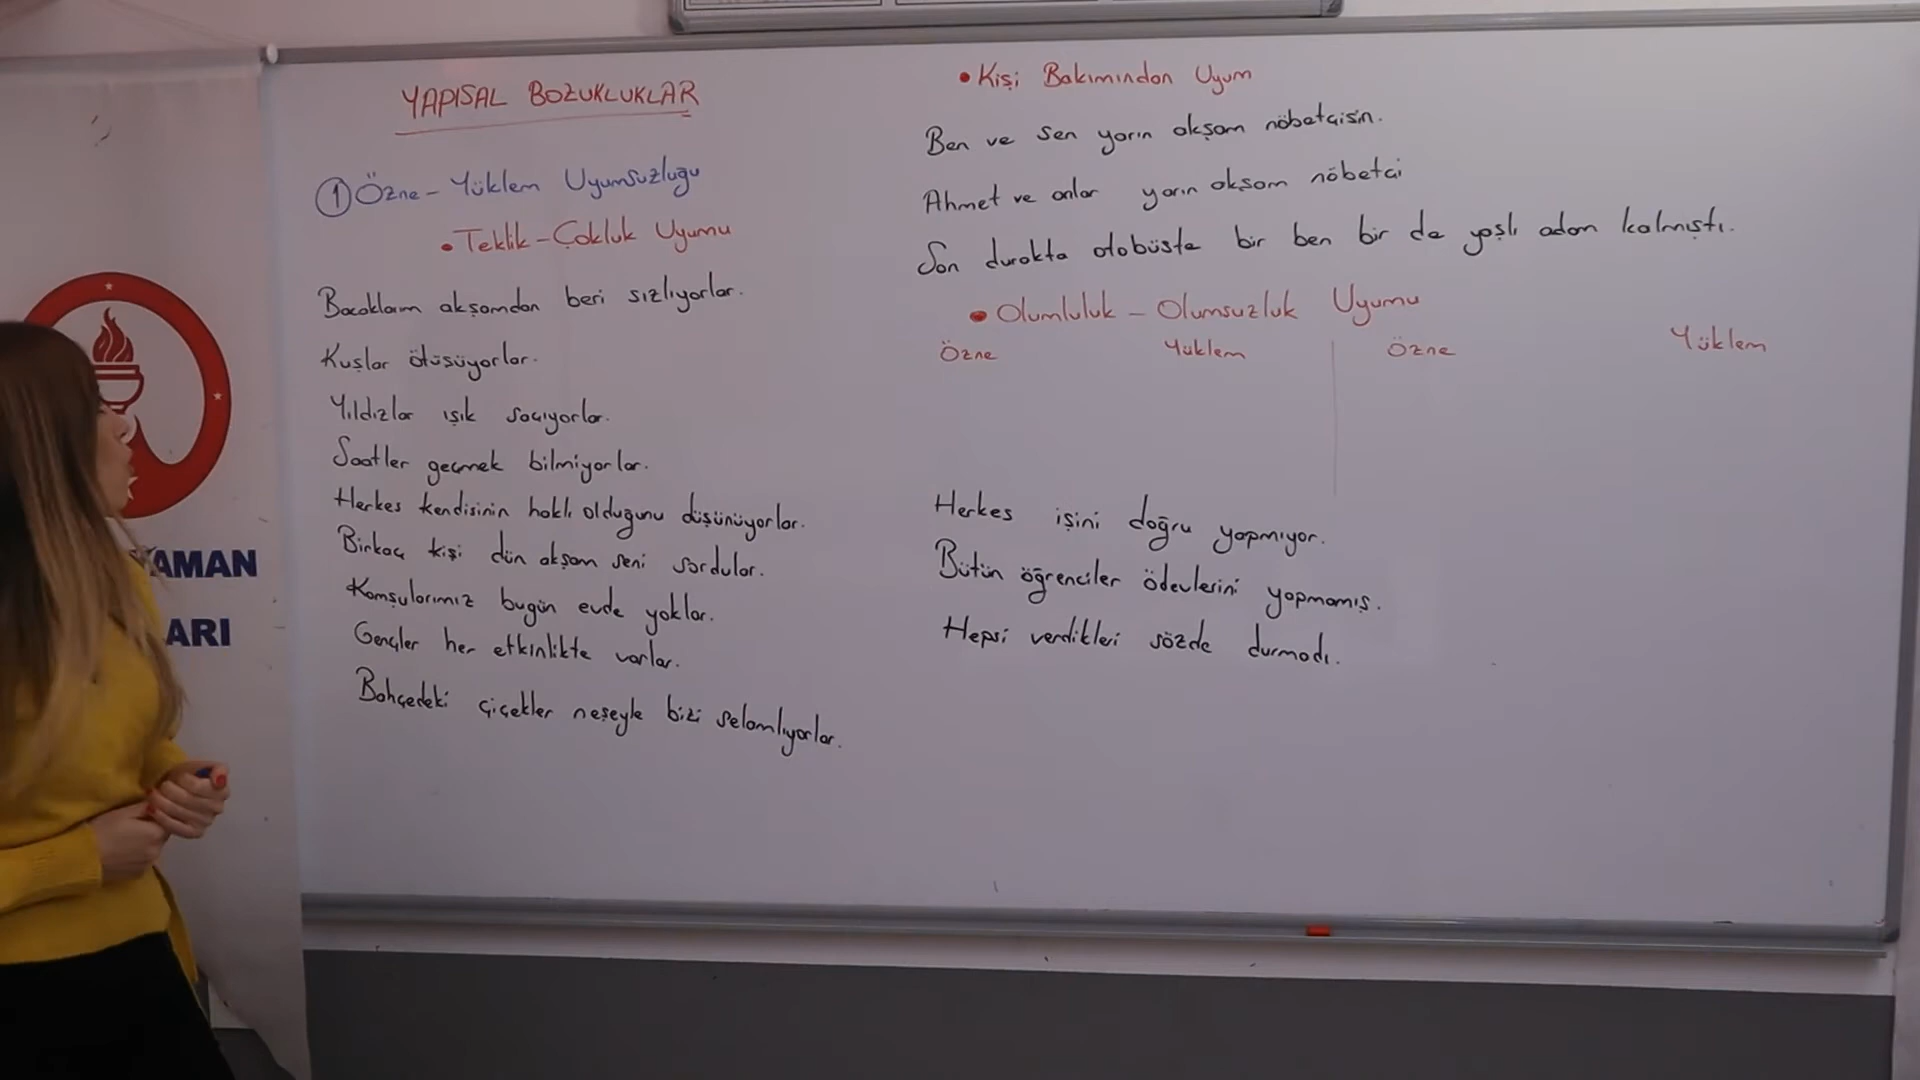 YAPISAL BOZUKLUKLAR
① Özne - Yüklem Uyumsuzluğu
• Teklik - Çokluk Uyumu
Bacaklarım akşamdan beri sızlıyorlar.
Kuşlar ötüşüyorlar.
Yıldızlar ışık saçıyorlar.
Saatler geçmek bilmiyorlar.
Herkes kendisinin haklı olduğunu düşünüyorlar.
Birkaç kişi dün akşam seni sordular.
Komşularımız bugün evde yoklar.
Gençler her etkinlikte varlar.
Bahçedeki çiçekler neşeyle bizi selamlıyorlar.
• Kişi Bakımından Uyum
Ben ve sen yarın akşam nöbetçisin.
Ahmet ve onlar yarın akşam nöbetçi
Son durakta otobüste bir ben bir de yaşlı adam kalmıştı.
• Olumluluk - Olumsuzluk Uyumu
Özne Yüklem Özne Yüklem
Herkes işini doğru yapmıyor.
Bütün öğrenciler ödevlerini yapmamış.
Hepsi verdikleri sözde durmadı.
AMAN
ARI